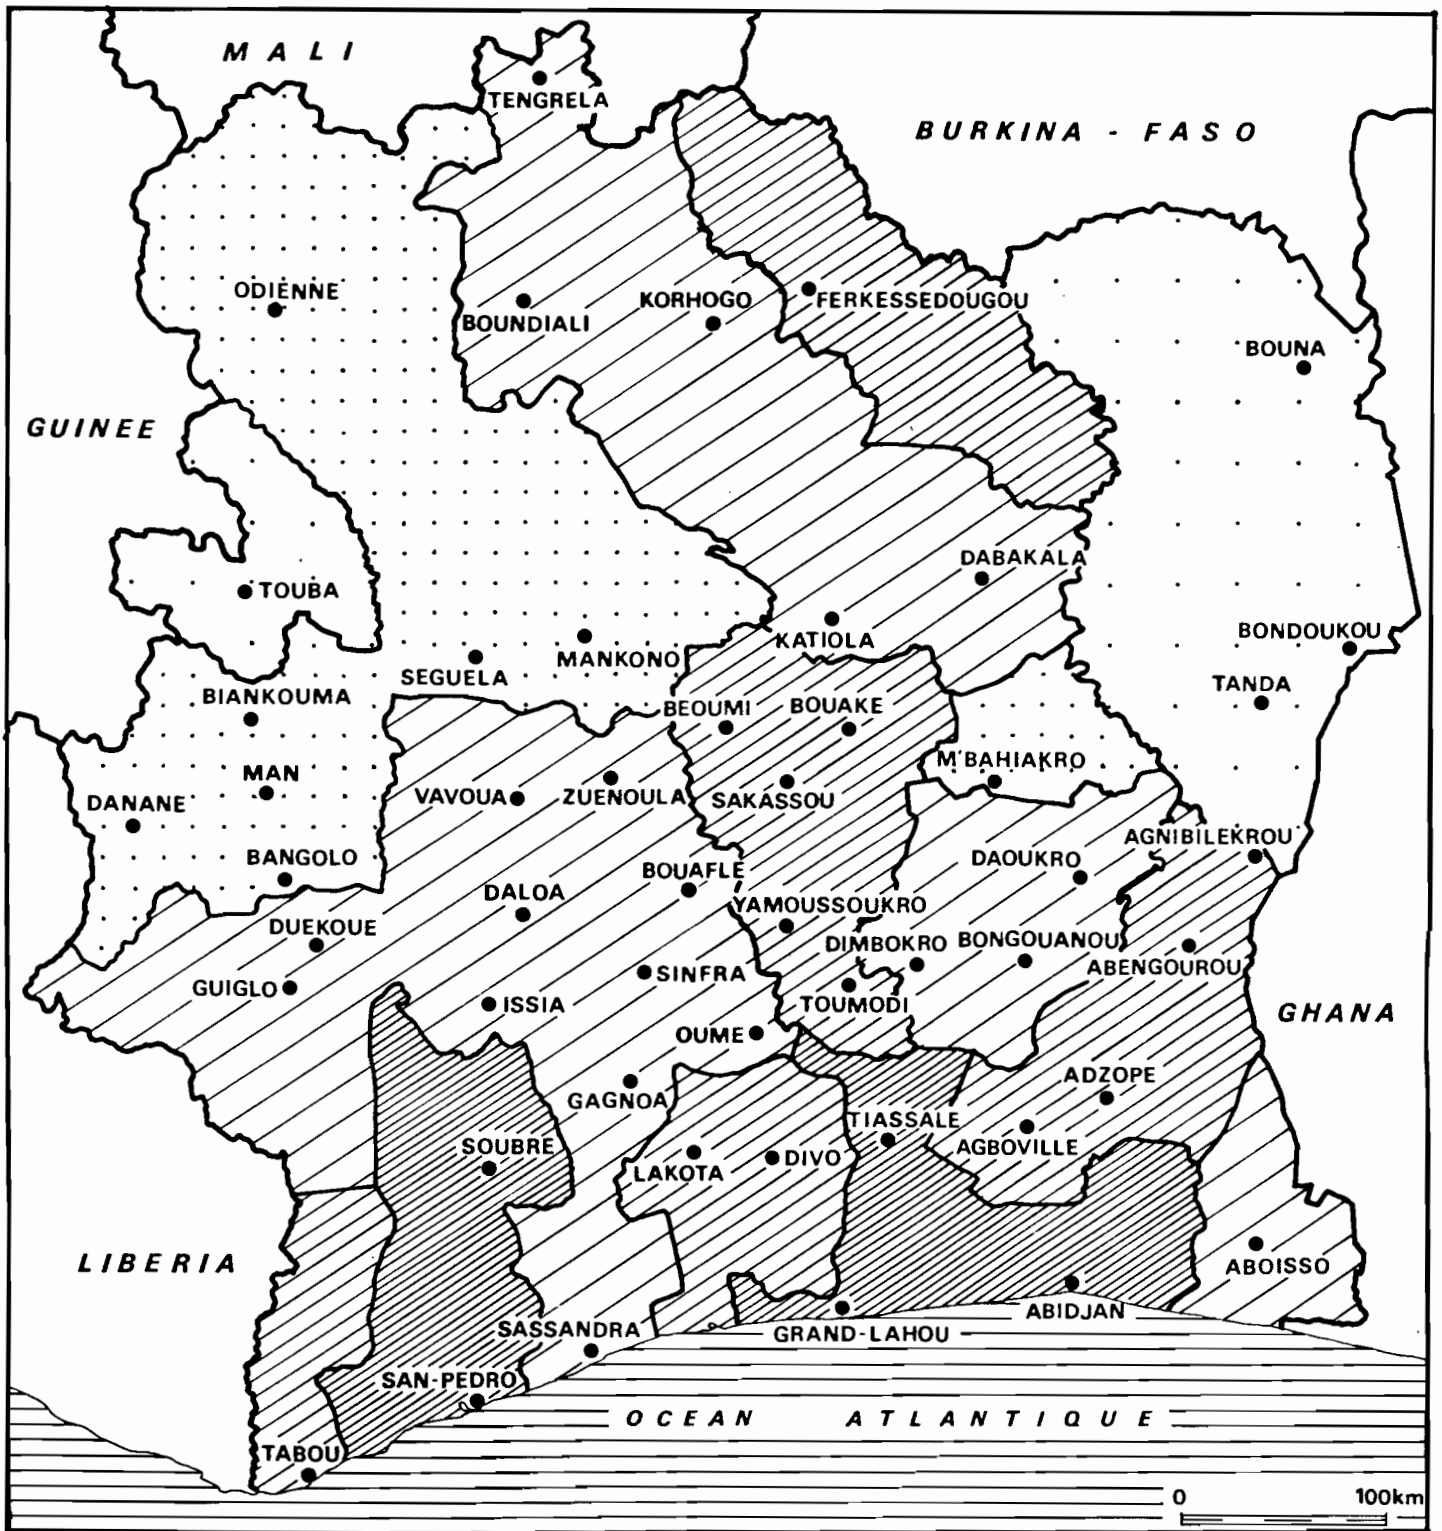 MALI
TENGRELA
BURKINA - FASO
ODIENNE
BOUNDIALI
KORHOGO
FERKESSEDOUGOU
BOUNA
GUINEE
TOUBA
DABAKALA
KATIOLA
BONDOUKOU
MANKONO
SEGUELA
TANDA
BIANKOUMA
BEOUMI
BOUAKE
M'BAHIAKRO
MAN
DANANE
VAVOUA
ZUENOULA
SAKASSOU
AGNIBILEKROU
BANGOLO
DAOUKRO
BOUAFLE
DALOA
YAMOUSSOUKRO
DUEKOUE
DIMBOKRO
BONGOUANOU
ABENGOUROU
SINFRA
GUIGLO
ISSIA
TOUMODI
GHANA
OUME
ADZOPE
GAGNOA
TIASSALE
SOUBRE
AGBOVILLE
LAKOTA
DIVO
LIBERIA
ABOISSO
ABIDJAN
SASSANDRA
GRAND-LAHOU
SAN-PEDRO
OCEAN ATLANTIQUE
TABOU
0 100km